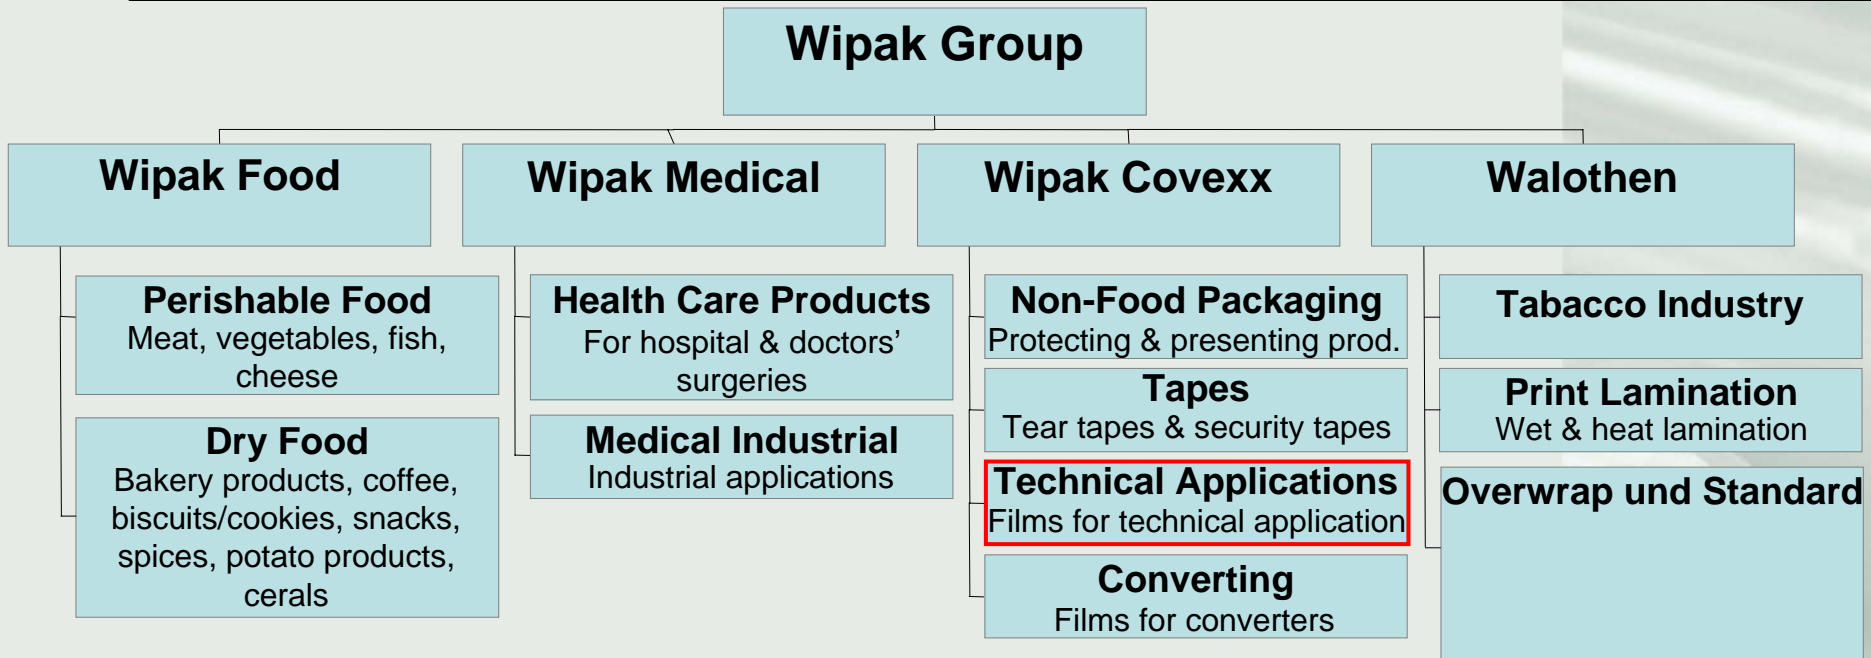 Wipak Group
Wipak Food
Wipak Medical
Wipak Covexx
Walothen
Perishable Food
Meat, vegetables, fish,
cheese
Dry Food
Bakery products, coffee,
biscuits/cookies, snacks,
spices, potato products,
cerals
Health Care Products
For hospital & doctors’
surgeries
Medical Industrial
Industrial applications
Non-Food Packaging
Protecting & presenting prod.
Tapes
Tear tapes & security tapes
Technical Applications
Films for technical application
Converting
Films for converters
Tabacco Industry
Print Lamination
Wet & heat lamination
Overwrap und Standard